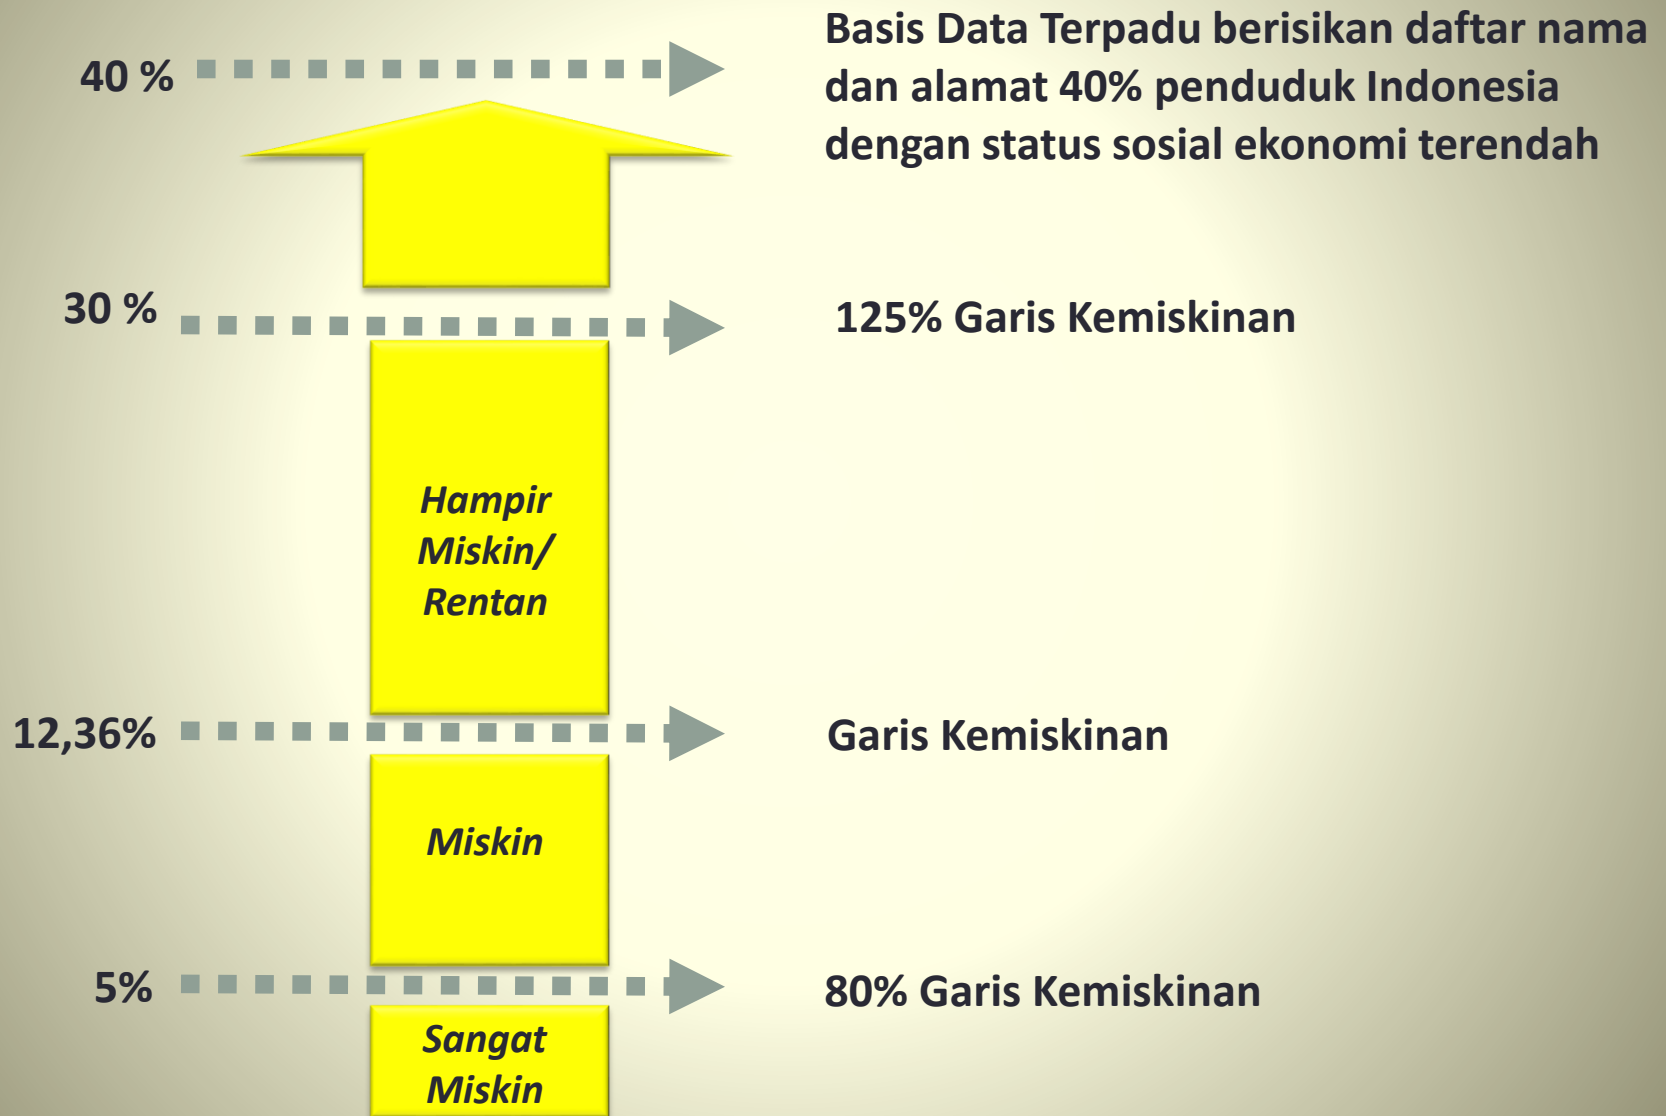 40 %
Basis Data Terpadu berisikan daftar nama
dan alamat 40% penduduk Indonesia
dengan status sosial ekonomi terendah
30 %
125% Garis Kemiskinan
Hampir
Miskin/
Rentan
12,36%
Garis Kemiskinan
Miskin
5%
80% Garis Kemiskinan
Sangat
Miskin